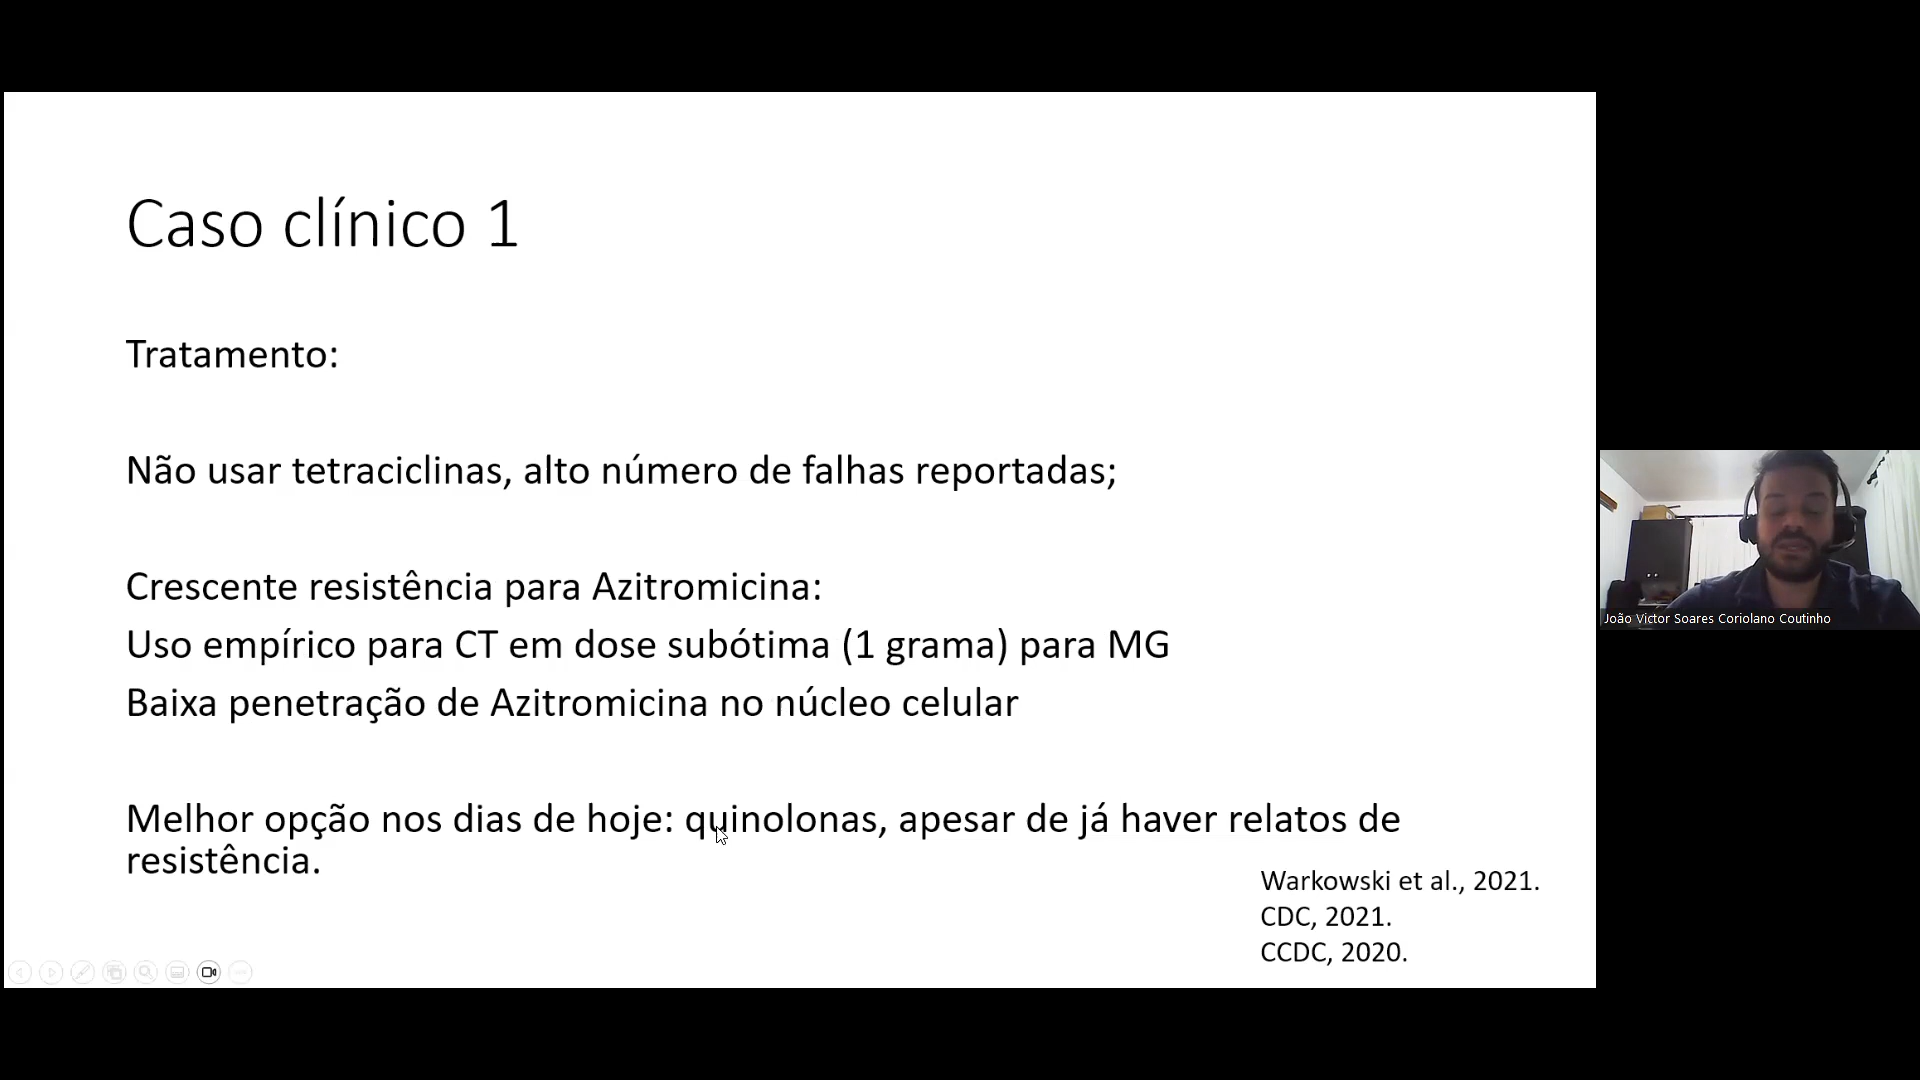 Caso clínico 1
Tratamento:
Não usar tetraciclinas, alto número de falhas reportadas;
Crescente resistência para Azitromicina:
Uso empírico para CT em dose subótima (1 grama) para MG
Baixa penetração de Azitromicina no núcleo celular
Melhor opção nos dias de hoje: quinolonas, apesar de já haver relatos de
resistência.
Warkowski et al., 2021.
CDC, 2021.
CCDC, 2020.
João Victor Soares Coriolano Coutinho